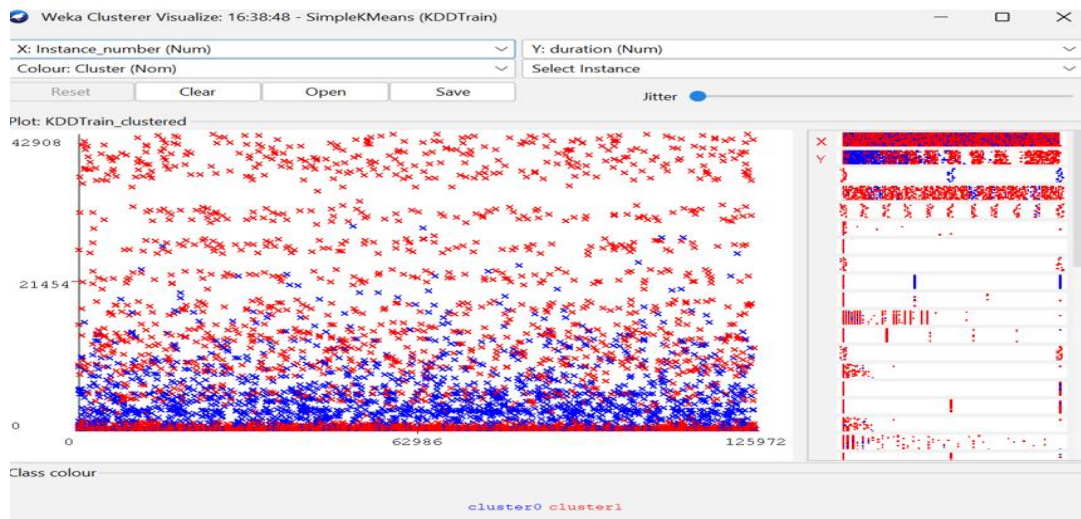 Weka Clusterer Visualize: 16:38:48 - SimpleKMeans (KDDTrain)
X: Instance_number (Num) Y: duration (Num)
Colour: Cluster (Nom) Select Instance
Reset Clear Open Save Jitter
Plot: KDDTrain_clustered
42908
21454
0
0 62986 125972
X
Y
Class colour
cluster0 cluster1